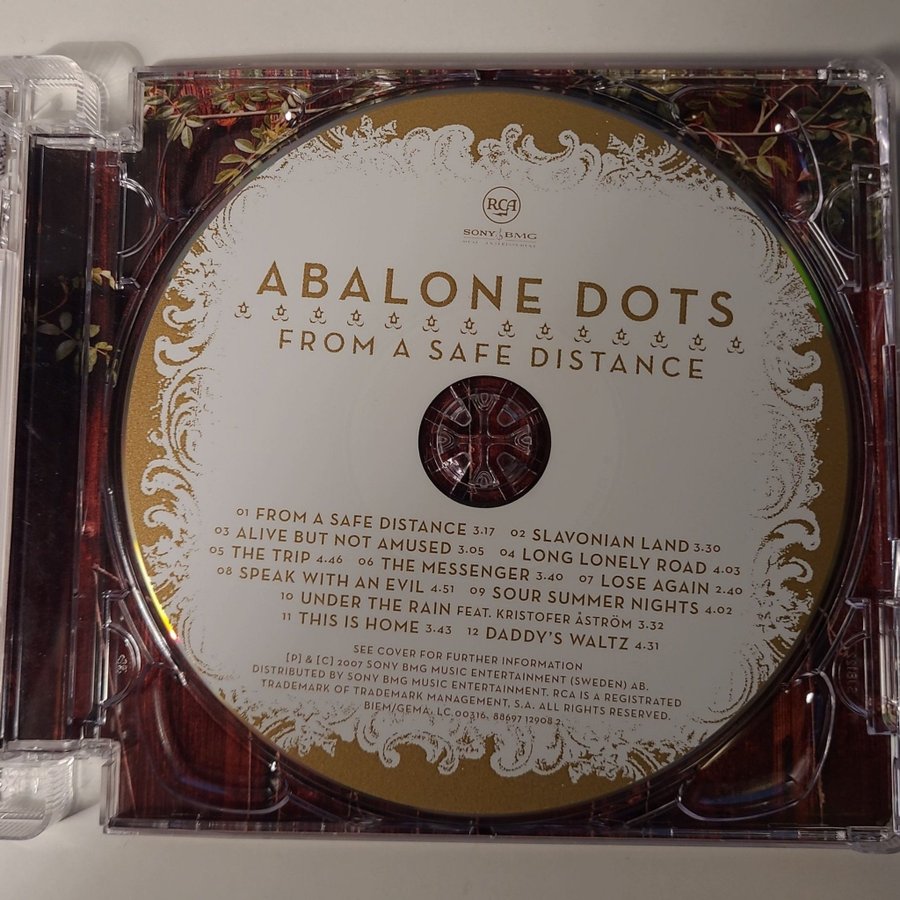 RCA
SONY BMG
MUSIC ENTERTAINMENT
ABALONE DOTS
FROM A SAFE DISTANCE
01 FROM A SAFE DISTANCE 3.17 02 SLAVONIAN LAND 3.30
03 ALIVE BUT NOT AMUSED 3.05 04 LONG LONELY ROAD 4.03
05 THE TRIP 4.46 06 THE MESSENGER 3.40 07 LOSE AGAIN 2.40
08 SPEAK WITH AN EVIL 4.51 09 SOUR SUMMER NIGHTS 4.02
10 UNDER THE RAIN FEAT. KRISTOFER ÅSTRÖM 3.32
11 THIS IS HOME 3.43 12 DADDY'S WALTZ 4.31
SEE COVER FOR FURTHER INFORMATION
[P] & [C] 2007 SONY BMG MUSIC ENTERTAINMENT (SWEDEN) AB.
DISTRIBUTED BY SONY BMG MUSIC ENTERTAINMENT. RCA IS A REGISTRATED
TRADEMARK OF TRADEMARK MANAGEMENT, S.A. ALL RIGHTS RESERVED.
BIEM/GEMA, LC 00316, 88697 12908 2